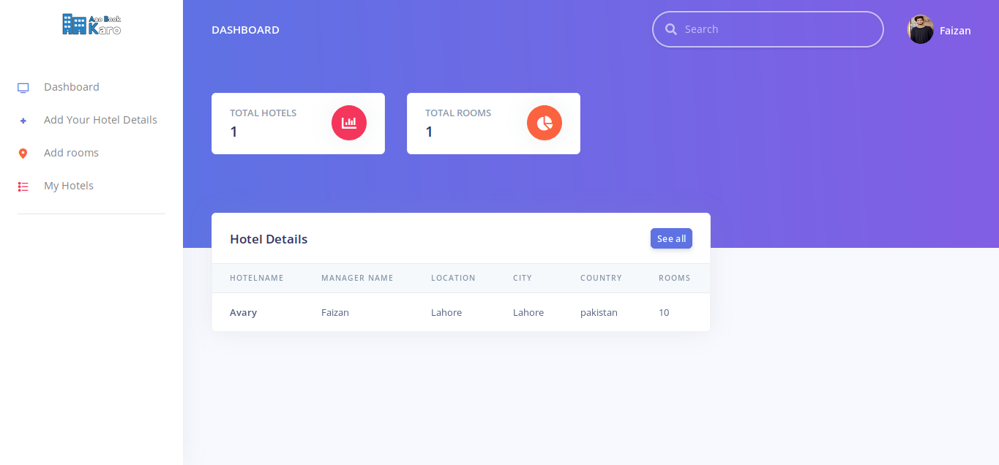 Aao Book
Karo
Dashboard
Add Your Hotel Details
Add rooms
My Hotels
DASHBOARD
Search
Faizan
TOTAL HOTELS
1
TOTAL ROOMS
1
Hotel Details
See all
HOTELNAME MANAGER NAME LOCATION CITY COUNTRY ROOMS
Avary Faizan Lahore Lahore pakistan 10